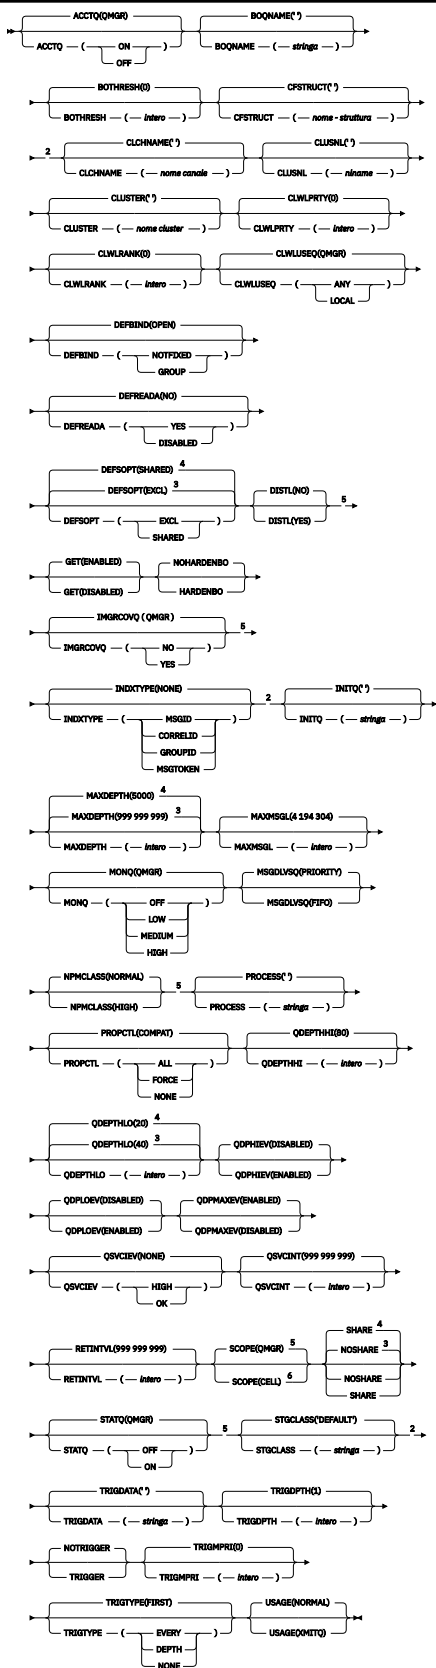 ACCTQ(QMGR) BOQNAME(' ')
ACCTQ ( ON ) BOQNAME ( stringa )
OFF
BOTHRESH(0) CFSTRUCT(' ')
BOTHRESH ( intero ) CFSTRUCT ( nome - struttura )
2 CLCHNAME(' ') CLUSNL(' ')
CLCHNAME ( nome canale ) CLUSNL ( nlname )
CLUSTER(' ') CLWLPRTY(0)
CLUSTER ( nome cluster ) CLWLPRTY ( intero )
CLWLRANK(0) CLWLUSEQ(QMGR)
CLWLRANK ( intero ) CLWLUSEQ ( ANY )
LOCAL
DEFBIND(OPEN)
DEFBIND ( NOTFIXED )
GROUP
DEFREADA(NO)
DEFREADA ( YES )
DISABLED
DEFSOPT(SHARED) 4
DEFSOPT(EXCL) 3 DISTL(NO) 5
DEFSOPT ( EXCL ) DISTL(YES)
SHARED
GET(ENABLED) NOHARDENBO
GET(DISABLED) HARDENBO
IMGRCOVQ ( QMGR ) 5
IMGRCOVQ ( NO )
YES
INDXTYPE(NONE) 2 INITQ(' ')
INDXTYPE ( MSGID ) INITQ ( stringa )
CORRELID
GROUPID
MSGTOKEN
MAXDEPTH(5000) 4
MAXDEPTH(999 999 999) 3 MAXMSGL(4 194 304)
MAXDEPTH ( intero ) MAXMSGL ( intero )
MONQ(QMGR) MSGDLVSQ(PRIORITY)
MONQ ( OFF ) MSGDLVSQ(FIFO)
LOW
MEDIUM
HIGH
NPMCLASS(NORMAL) 5 PROCESS(' ')
NPMCLASS(HIGH) PROCESS ( stringa )
PROPCTL(COMPAT) QDEPTHHI(80)
PROPCTL ( ALL ) QDEPTHHI ( intero )
FORCE
NONE
QDEPTHLO(20) 4
QDEPTHLO(40) 3 QDPHIEV(DISABLED)
QDEPTHLO ( intero ) QDPHIEV(ENABLED)
QDPLOEV(DISABLED) QDPMAXEV(ENABLED)
QDPLOEV(ENABLED) QDPMAXEV(DISABLED)
QSVCIEV(NONE) QSVCINT(999 999 999)
QSVCIEV ( HIGH ) QSVCINT ( intero )
OK
SHARE 4
RETINTVL(999 999 999) SCOPE(QMGR) 5 NOSHARE 3
RETINTVL ( intero ) SCOPE(CELL) 6 NOSHARE
SHARE
STATQ(QMGR) 5 STGCLASS('DEFAULT') 2
STATQ ( OFF ) STGCLASS ( stringa )
ON
TRIGDATA(' ') TRIGDPTH(1)
TRIGDATA ( stringa ) TRIGDPTH ( intero )
NOTRIGGER TRIGMPRI(0)
TRIGGER TRIGMPRI ( intero )
TRIGTYPE(FIRST) USAGE(NORMAL)
TRIGTYPE ( EVERY ) USAGE(XMITQ)
DEPTH
NONE